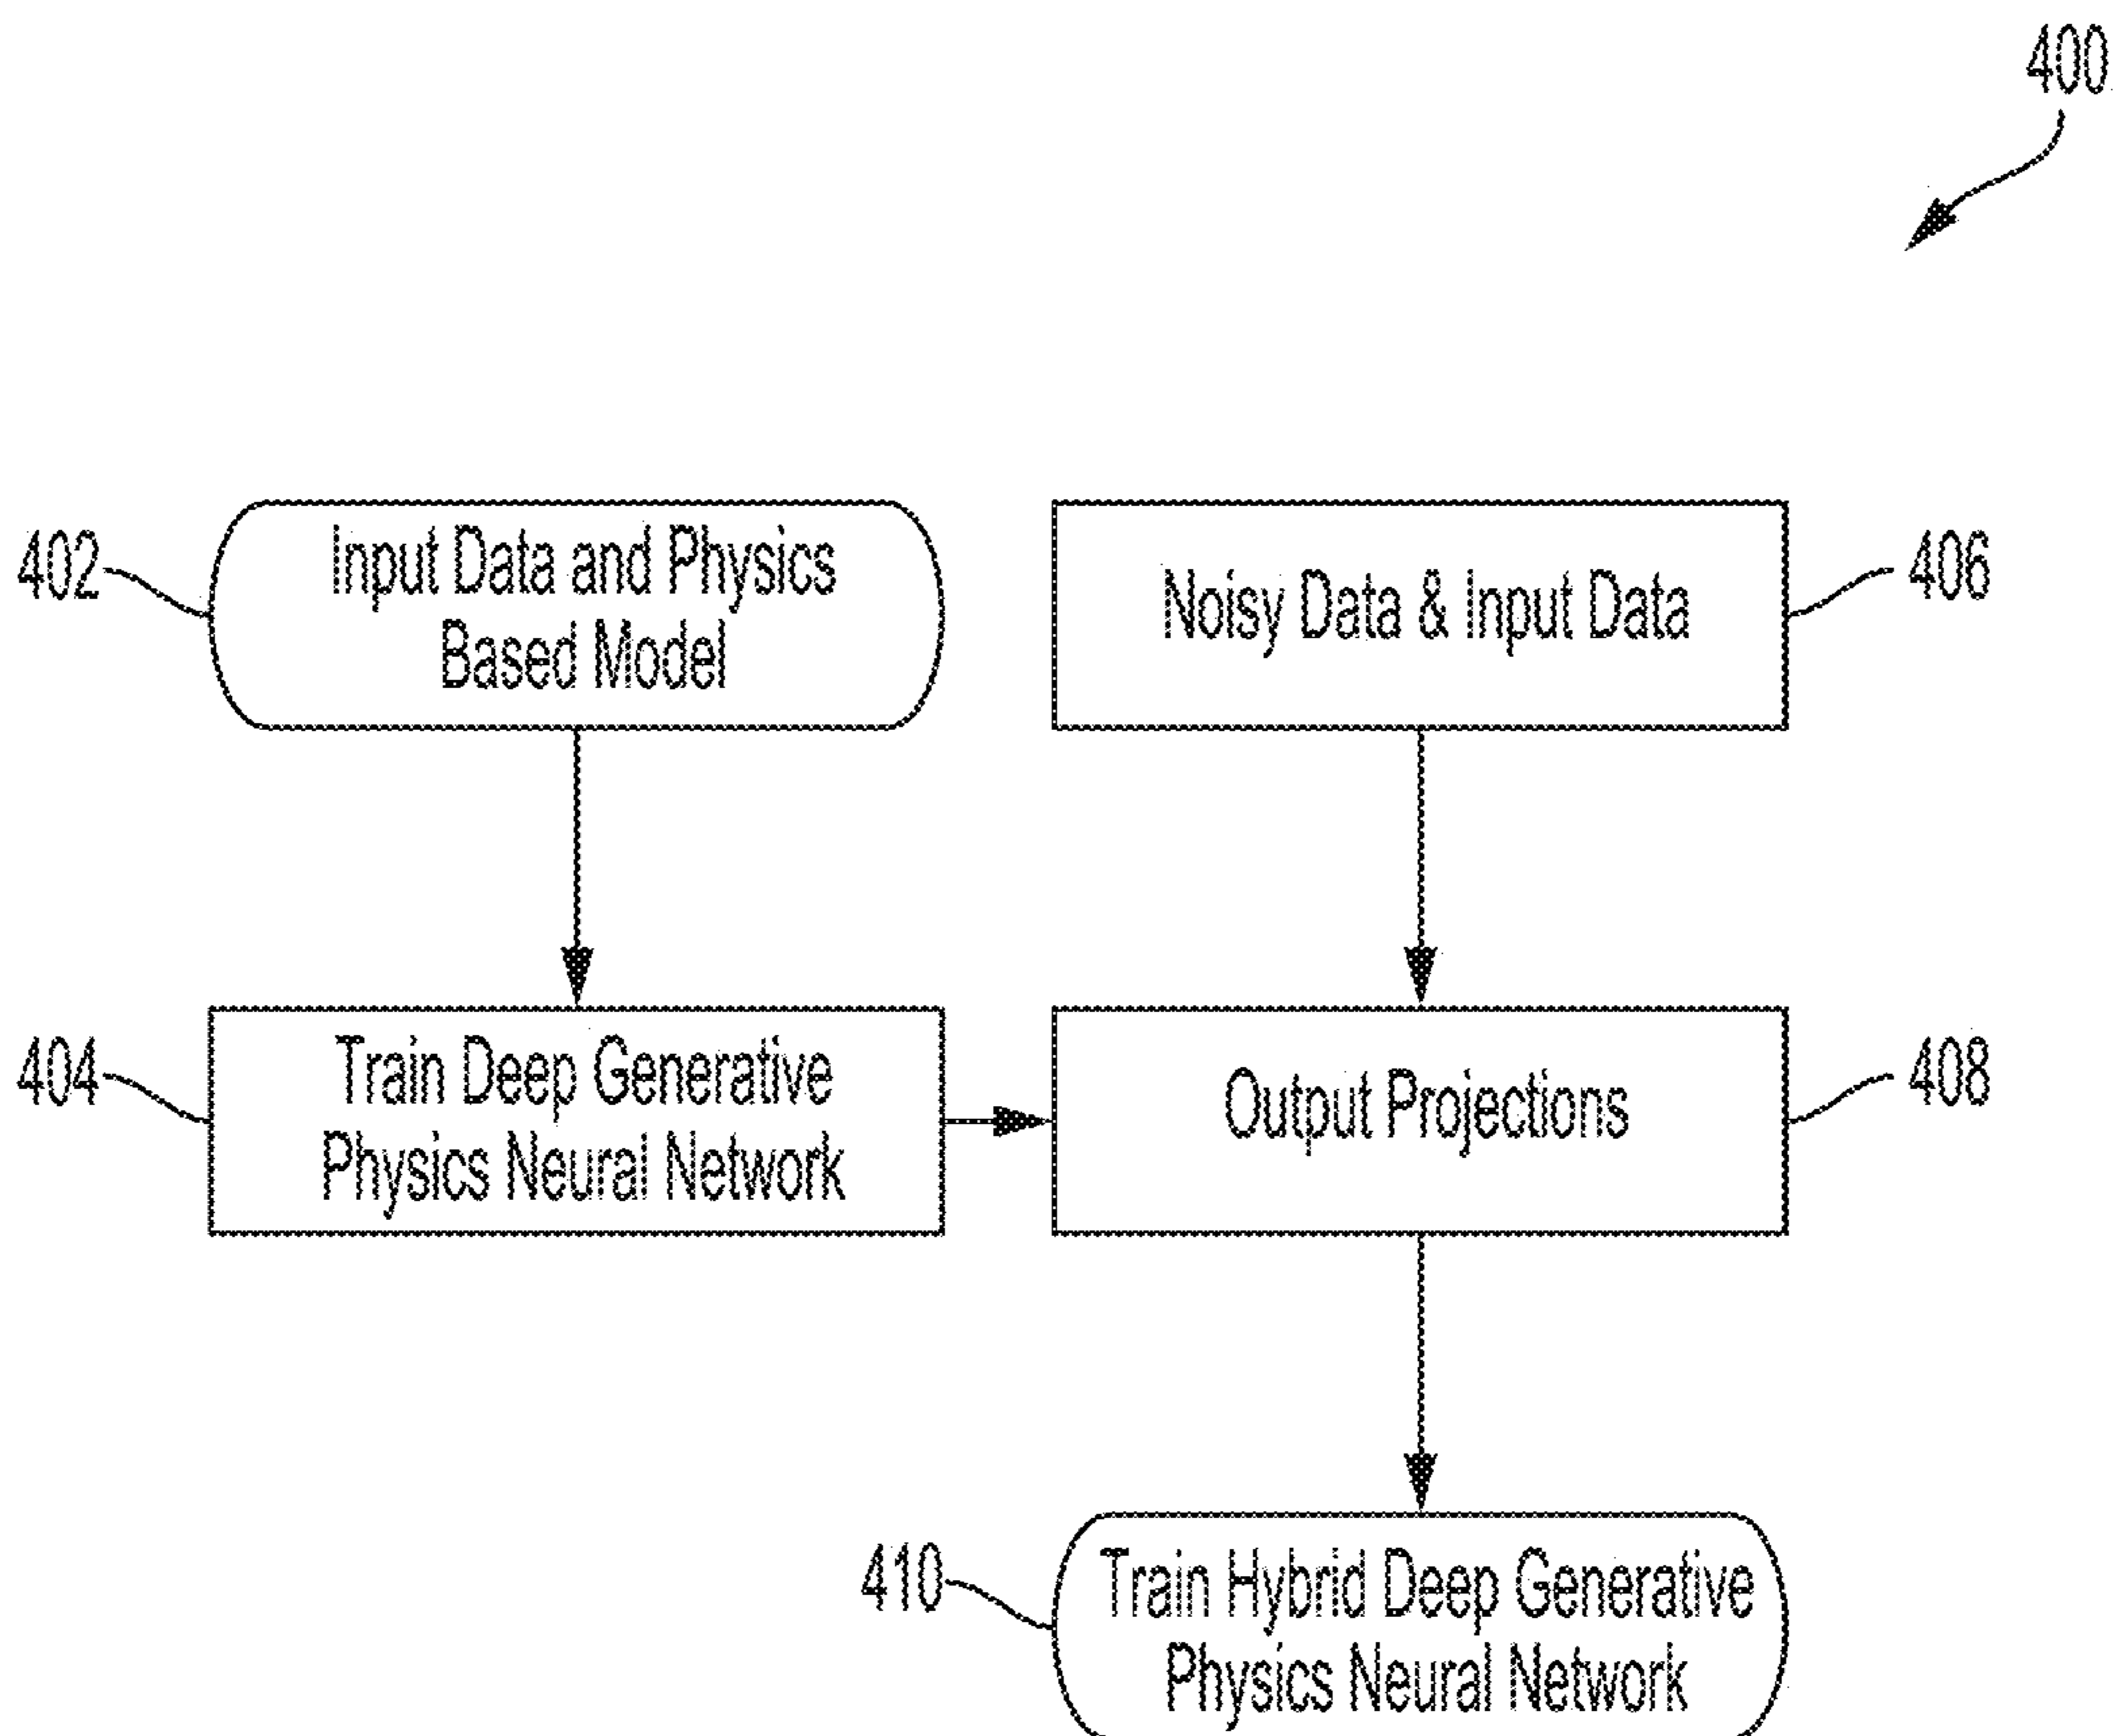 400
402
Input Data and Physics
Based Model
Noisy Data & Input Data
406
404
Train Deep Generative
Physics Neural Network
Output Projections
408
410
Train Hybrid Deep Generative
Physics Neural Network